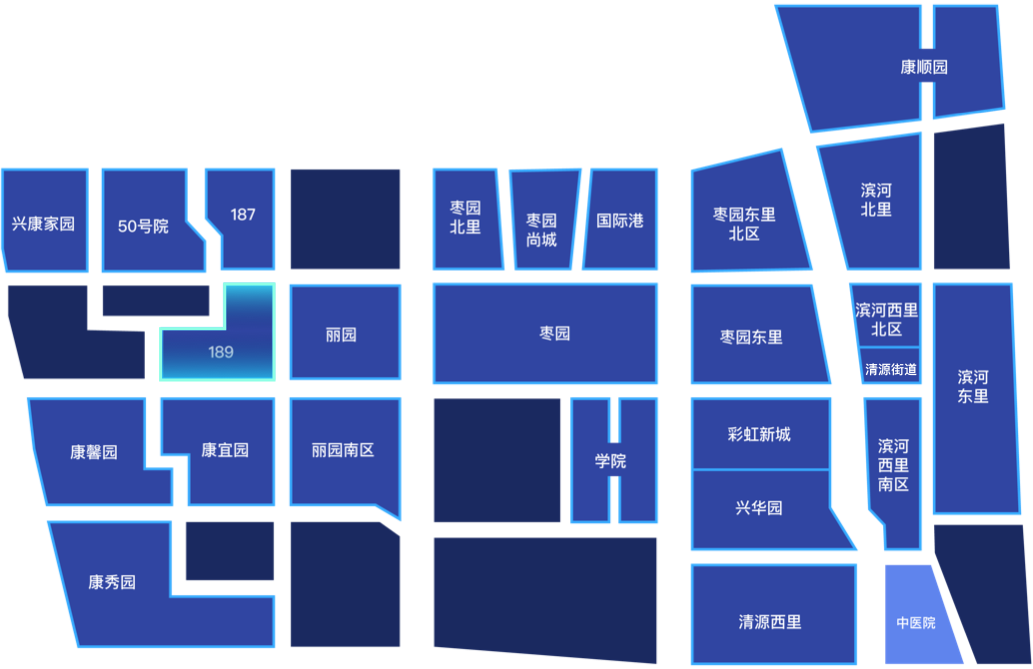 康顺园
兴康家园
50号院
187
枣园
北里
枣园
尚城
国际港
枣园东里
北区
滨河
北里
189
丽园
枣园
枣园东里
滨河西里
北区
清源街道
滨河
东里
康馨园
康宜园
丽园南区
学院
彩虹新城
兴华园
滨河
西里
南区
康秀园
清源西里
中医院